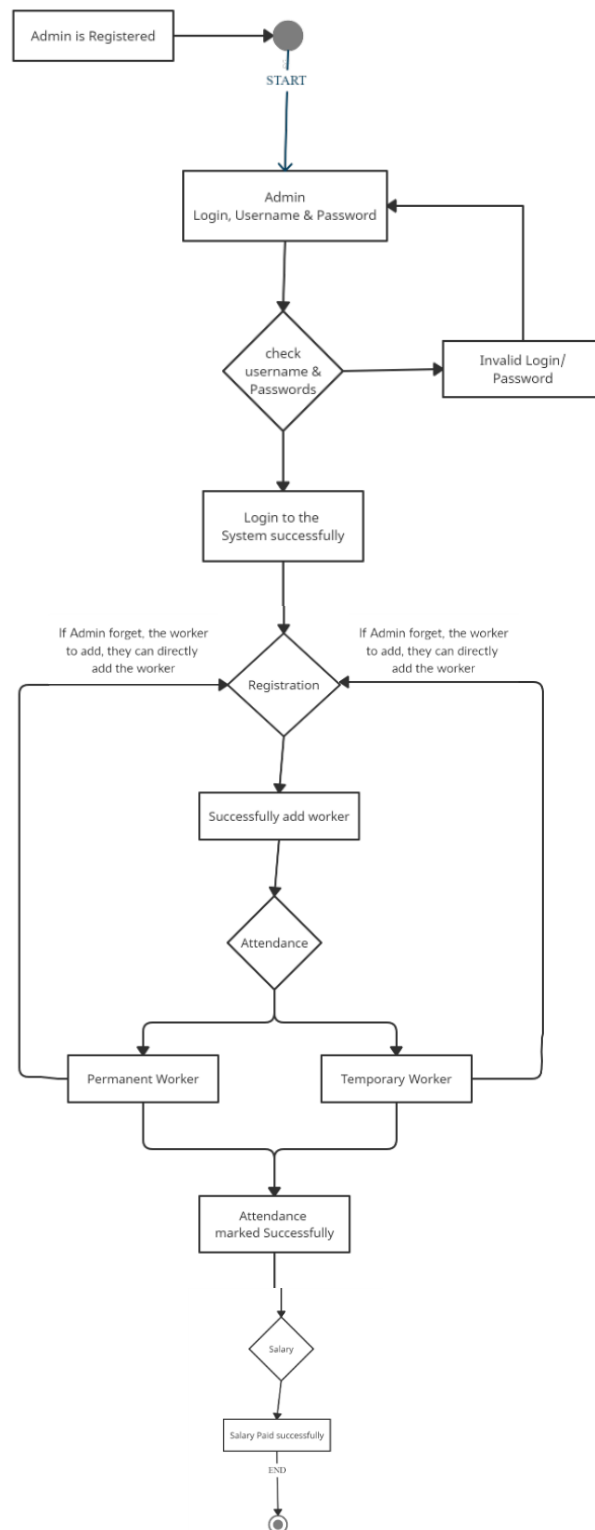 Admin is Registered
START
Admin
Login, Username & Password
check
username &
Passwords
Invalid Login/
Password
Login to the
System successfully
If Admin forget, the worker
to add, they can directly
add the worker
If Admin forget, the worker
to add, they can directly
add the worker
Registration
Successfully add worker
Attendance
Permanent Worker
Temporary Worker
Attendance
marked Successfully
Salary
Salary Paid successfully
END